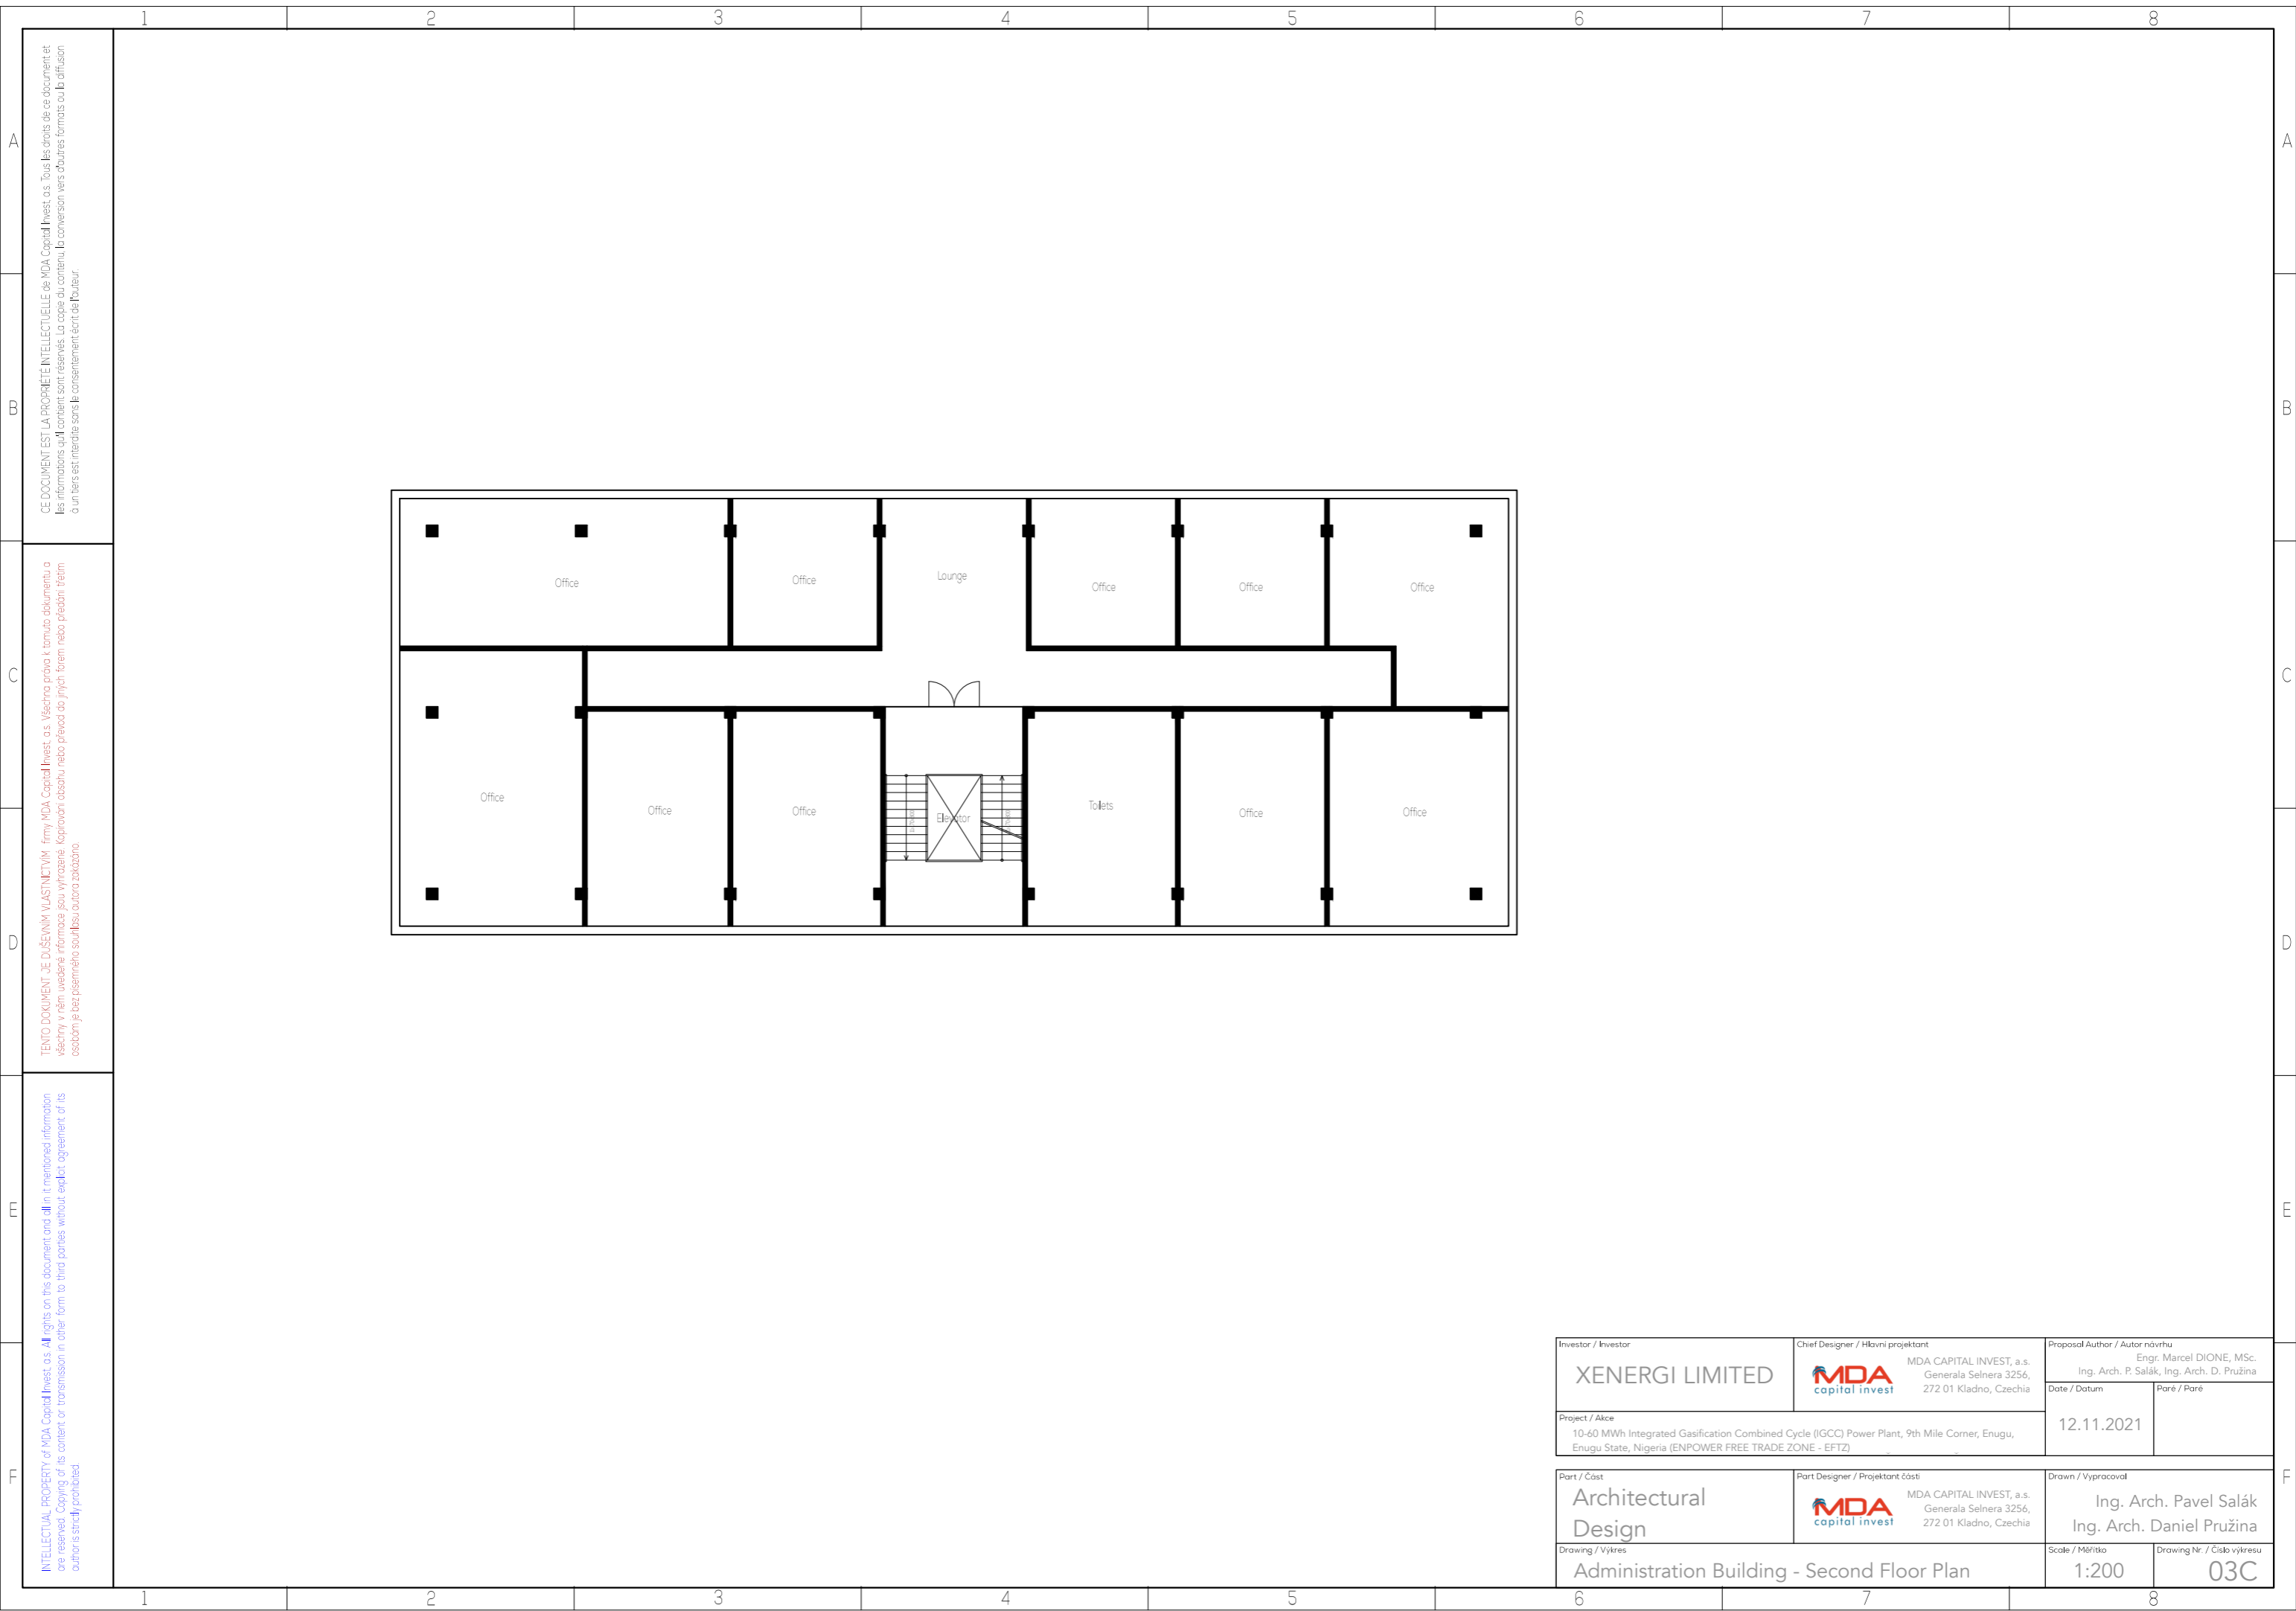 1 2 3 4 5 6 7 8
A
B
C
D
E
F
A
B
C
D
E
F
CE DOCUMENT EST LA PROPRIÉTÉ INTELLECTUELLE de MDA Capital Invest, a.s. Tous les droits de ce document et
les informations qu'il contient sont réservés. La copie du contenu, la conversion vers d'autres formats ou la diffusion
à un tiers est interdite sans le consentement écrit de l'auteur.
TENTO DOKUMENT JE DUŠEVNÍM VLASTNICTVÍM firmy MDA Capital Invest, a.s. Všechna práva k tomuto dokumentu a
všechny v něm uvedené informace jsou vyhrazené. Kopírování obsahu nebo převod do jiných forem nebo předání třetím
osobám je bez písemného souhlasu autora zakázáno.
INTELLECTUAL PROPERTY of MDA Capital Invest, a.s. All rights on this document and all in it mentioned information
are reserved. Copying of its content or transmission in other form to third parties without explicit agreement of its
author is strictly prohibited.
Office
Office
Lounge
Office
Office
Office
Office
Office
Office
Elevator
Toilets
Office
Office
Investor / Investor
XENERGI LIMITED
Chief Designer / Hlavní projektant
MDA
capital invest
MDA CAPITAL INVEST, a.s.
Generala Selnera 3256,
272 01 Kladno, Czechia
Proposal Author / Autor návrhu
Engr. Marcel DIONE, MSc.
Ing. Arch. P. Salák, Ing. Arch. D. Pružina
Date / Datum
12.11.2021
Paré / Paré
Project / Akce
10-60 MWh Integrated Gasification Combined Cycle (IGCC) Power Plant, 9th Mile Corner, Enugu,
Enugu State, Nigeria (ENPOWER FREE TRADE ZONE - EFTZ)
Part / Část
Architectural
Design
Part Designer / Projektant části
MDA
capital invest
MDA CAPITAL INVEST, a.s.
Generala Selnera 3256,
272 01 Kladno, Czechia
Drawn / Vypracoval
Ing. Arch. Pavel Salák
Ing. Arch. Daniel Pružina
Drawing / Výkres
Administration Building - Second Floor Plan
Scale / Měřítko
1:200
Drawing Nr. / Číslo výkresu
03C
1 2 3 4 5 6 7 8